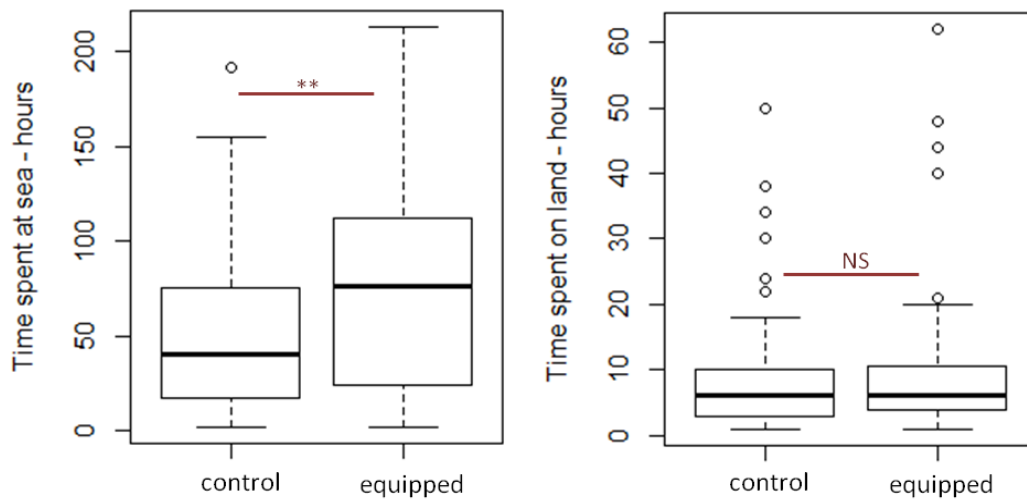 Time spent at sea - hours
200
150
100
50
0
**
control
equipped
Time spent on land - hours
60
50
40
30
20
10
0
NS
control
equipped